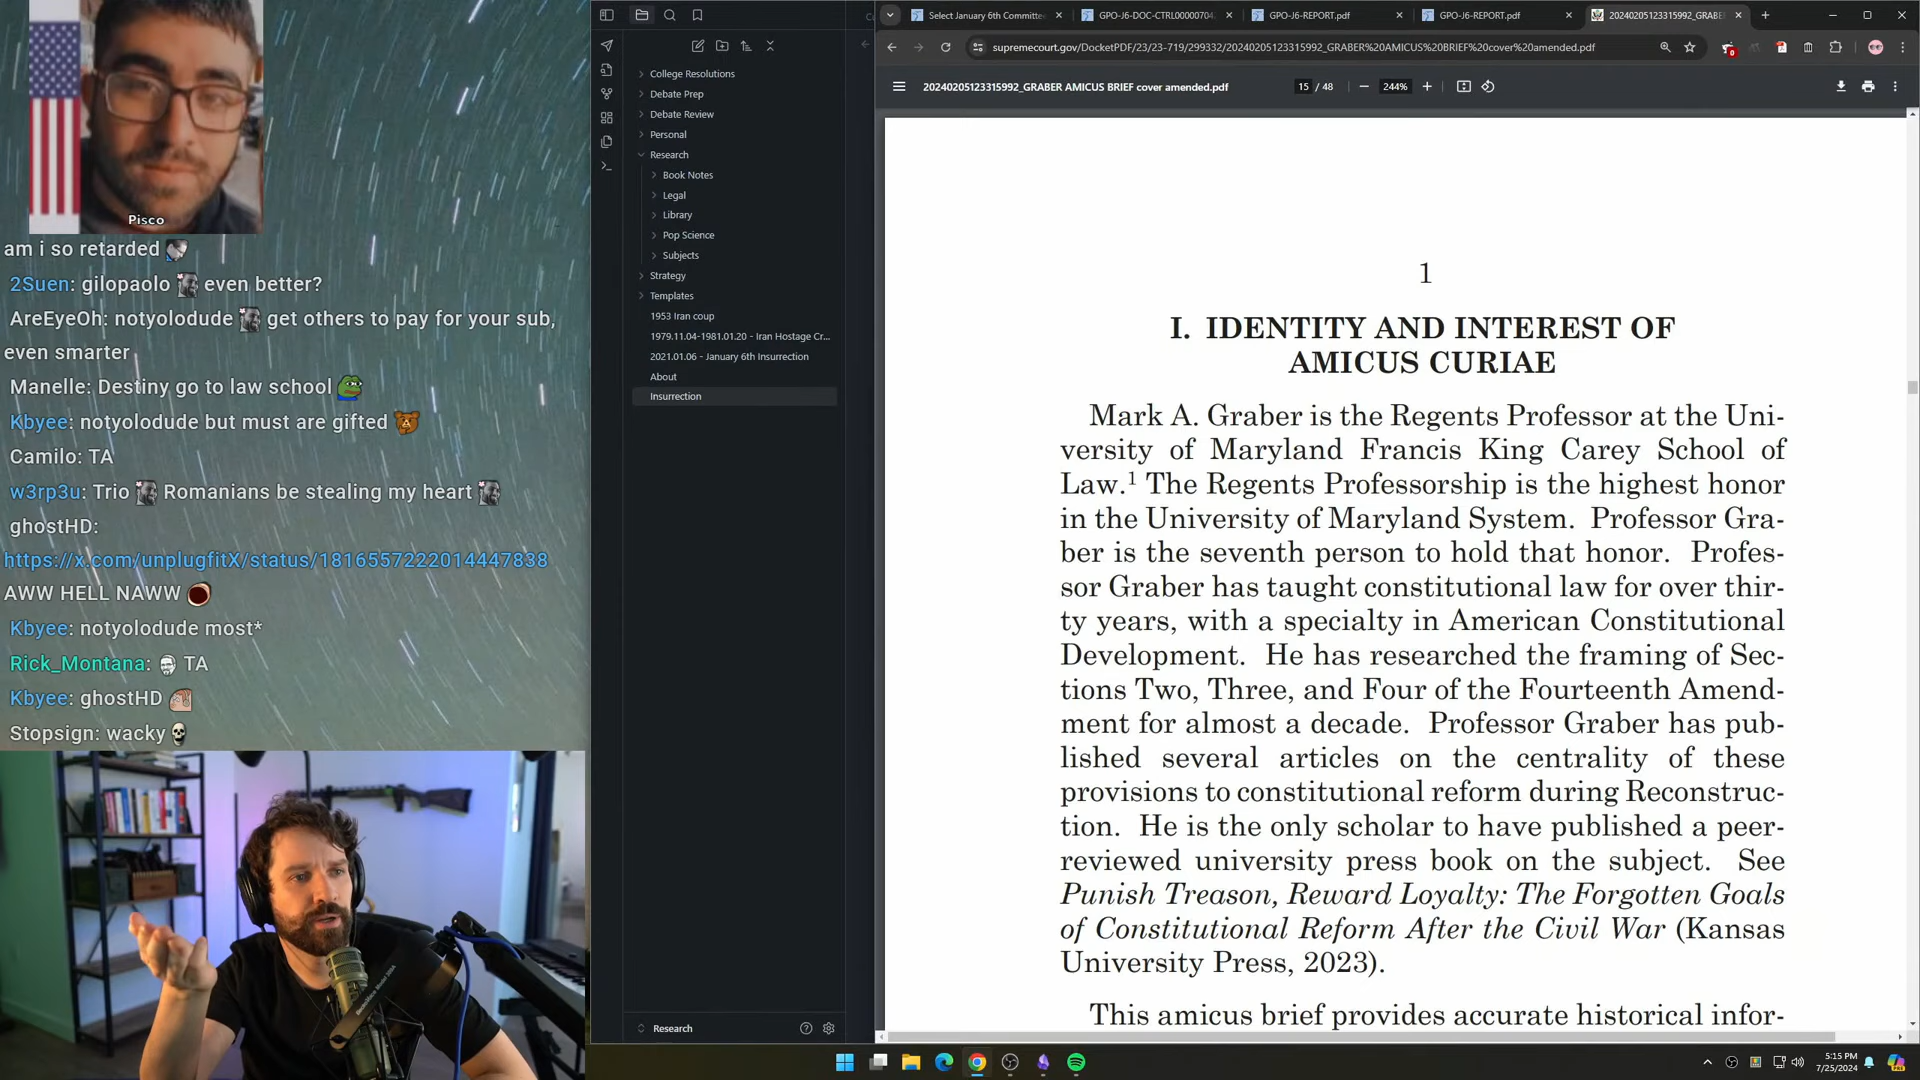 Pisco
am i so retarded
2Suen: gilopaolo even better?
AreEyeOh: notyolodude get others to pay for your sub,
even smarter
Manelle: Destiny go to law school
Kbyee: notyolodude but must are gifted
Camilo: TA
w3rp3u: Trio Romanians be stealing my heart
ghostHD:
https://x.com/unplugfitX/status/1816557222014447838
AWW HELL NAWW
Kbyee: notyolodude most*
Rick_Montana: TA
Kbyee: ghostHD
Stopsign: wacky
College Resolutions
Debate Prep
Debate Review
Personal
Research
Book Notes
Legal
Library
Pop Science
Subjects
Strategy
Templates
1953 Iran coup
1979.11.04-1981.01.20 - Iran Hostage Cr...
2021.01.06 - January 6th Insurrection
About
Insurrection
Research
Select January 6th Committe
GPO-J6-DOC-CTRL0000070
GPO-J6-REPORT.pdf
GPO-J6-REPORT.pdf
20240205123315992_GRABER
supremecourt.gov/DocketPDF/23/23-719/299332/20240205123315992_GRABER%20AMICUS%20BRIEF%20cover%20amended.pdf
20240205123315992_GRABER AMICUS BRIEF cover amended.pdf
15 / 48
244%
1
I. IDENTITY AND INTEREST OF
AMICUS CURIAE
Mark A. Graber is the Regents Professor at the Uni-
versity of Maryland Francis King Carey School of
Law.1 The Regents Professorship is the highest honor
in the University of Maryland System. Professor Gra-
ber is the seventh person to hold that honor. Profes-
sor Graber has taught constitutional law for over thir-
ty years, with a specialty in American Constitutional
Development. He has researched the framing of Sec-
tions Two, Three, and Four of the Fourteenth Amend-
ment for almost a decade. Professor Graber has pub-
lished several articles on the centrality of these
provisions to constitutional reform during Reconstruc-
tion. He is the only scholar to have published a peer-
reviewed university press book on the subject. See
Punish Treason, Reward Loyalty: The Forgotten Goals
of Constitutional Reform After the Civil War (Kansas
University Press, 2023).
This amicus brief provides accurate historical infor-
5:15 PM
7/25/2024